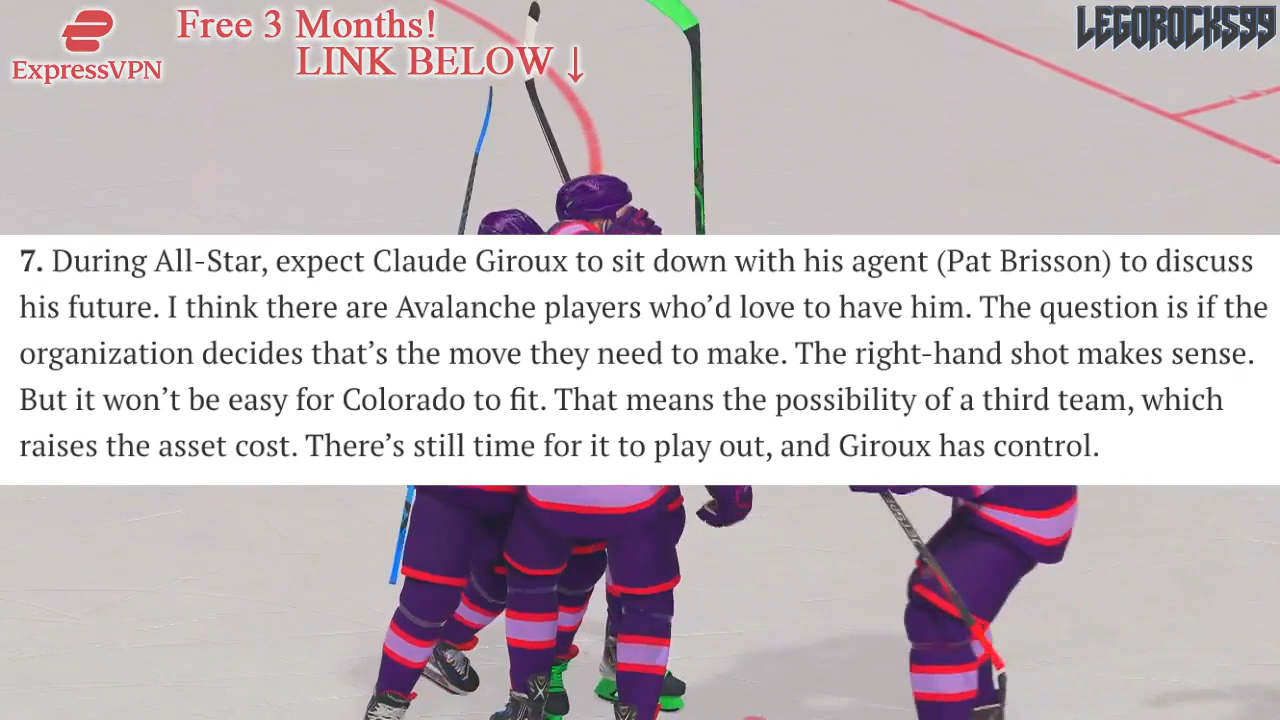 Free 3 Months!
LINK BELOW ↓
ExpressVPN
LEGOROCKS99
7. During All-Star, expect Claude Giroux to sit down with his agent (Pat Brisson) to discuss
his future. I think there are Avalanche players who’d love to have him. The question is if the
organization decides that’s the move they need to make. The right-hand shot makes sense.
But it won’t be easy for Colorado to fit. That means the possibility of a third team, which
raises the asset cost. There’s still time for it to play out, and Giroux has control.